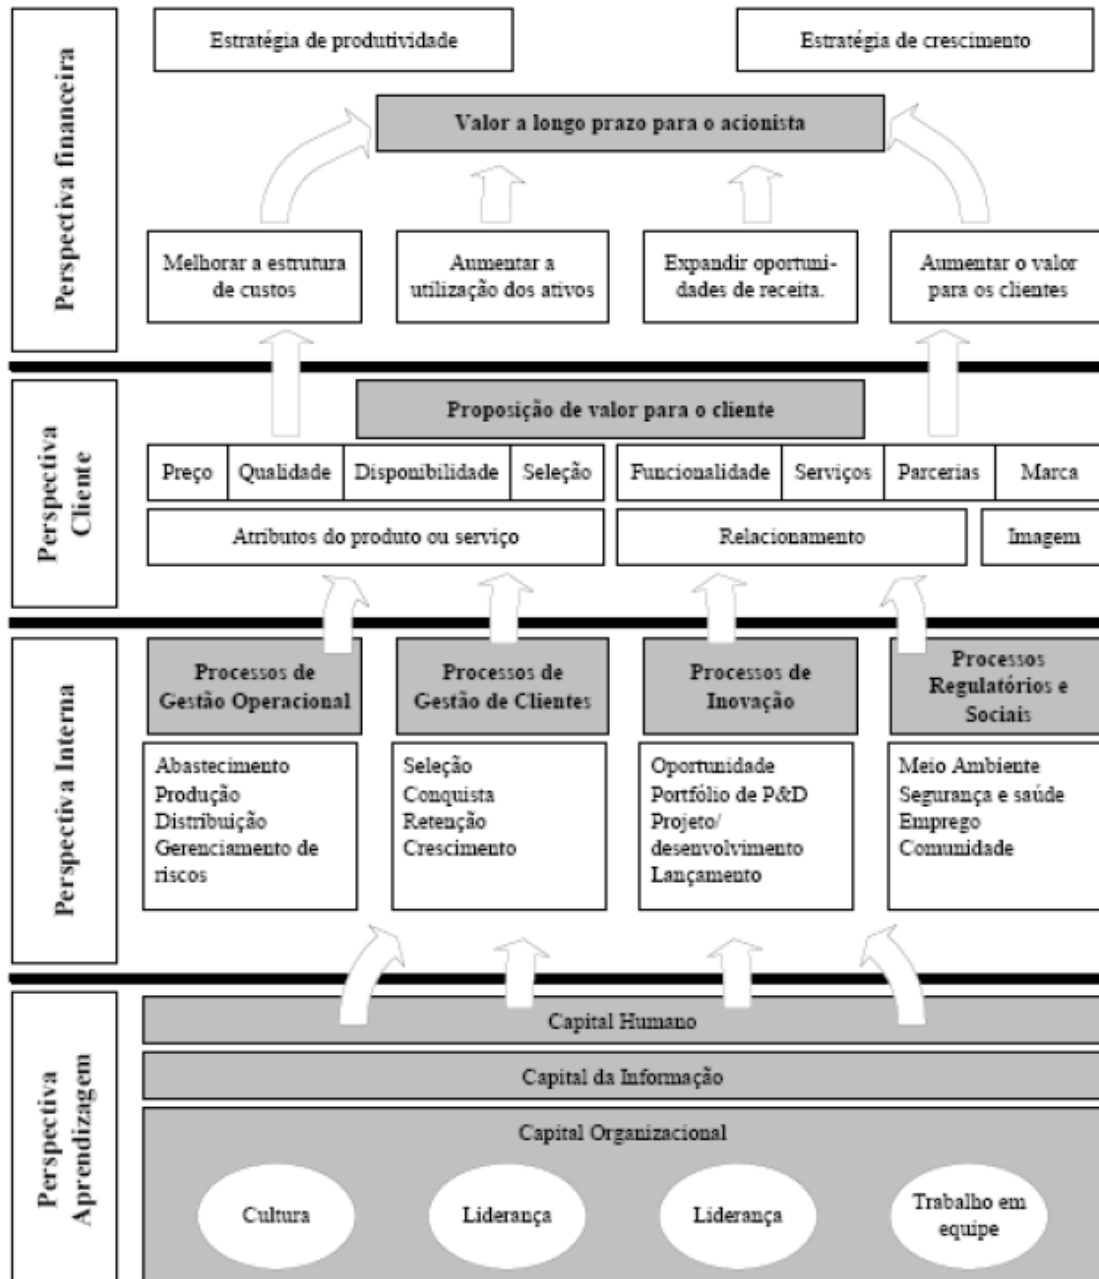 Perspectiva financeira
Estratégia de produtividade
Estratégia de crescimento
Valor a longo prazo para o acionista
Melhorar a estrutura
de custos
Aumentar a
utilização dos ativos
Expandir oportuni-
dades de receita.
Aumentar o valor
para os clientes
Perspectiva
Cliente
Proposição de valor para o cliente
Preço
Qualidade
Disponibilidade
Seleção
Funcionalidade
Serviços
Parcerias
Marca
Atributos do produto ou serviço
Relacionamento
Imagem
Perspectiva Interna
Processos de
Gestão Operacional
Processos de
Gestão de Clientes
Processos de
Inovação
Processos
Regulatórios e
Sociais
Abastecimento
Produção
Distribuição
Gerenciamento de
riscos
Seleção
Conquista
Retenção
Crescimento
Oportunidade
Portfólio de P&D
Projeto/
desenvolvimento
Lançamento
Meio Ambiente
Segurança e saúde
Emprego
Comunidade
Perspectiva
Aprendizagem
Capital Humano
Capital da Informação
Capital Organizacional
Cultura
Liderança
Liderança
Trabalho em
equipe